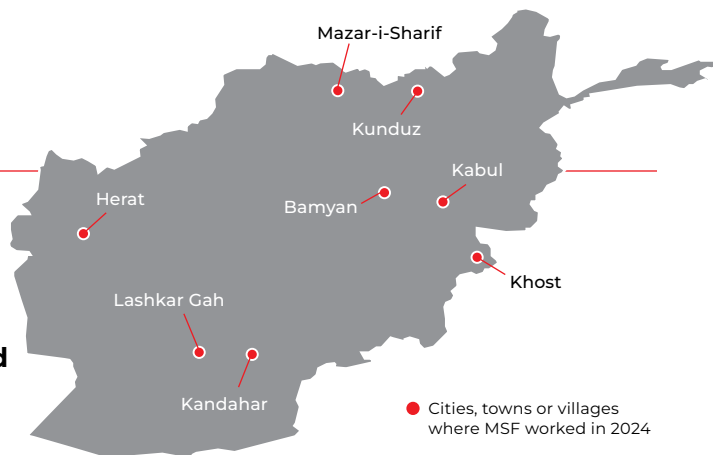 Mazar-i-Sharif
Kunduz
Kabul
Herat
Bamyan
Khost
Lashkar Gah
d
Kandahar
Cities, towns or villages
where MSF worked in 2024